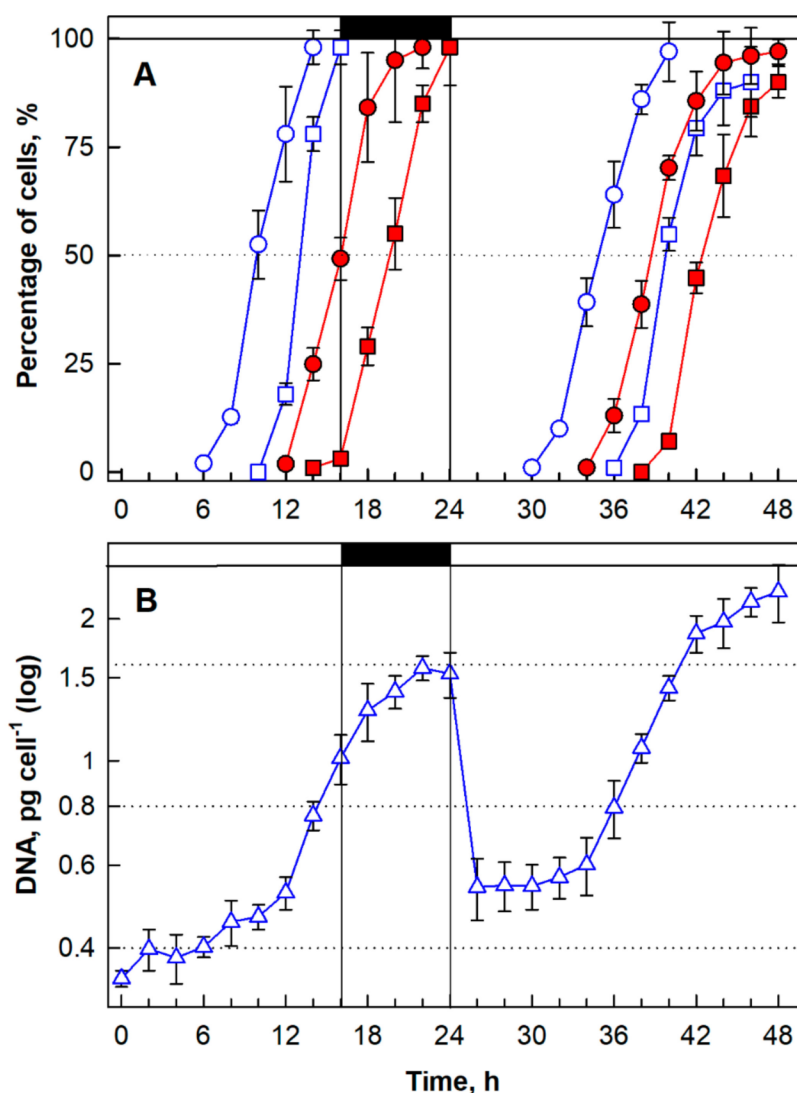 A
Percentage of cells, %
100
75
50
25
0
0 6 12 18 24 30 36 42 48
B
DNA, pg cell⁻¹ (log)
2
1.5
1
0.8
0.6
0.4
0 6 12 18 24 30 36 42 48
Time, h